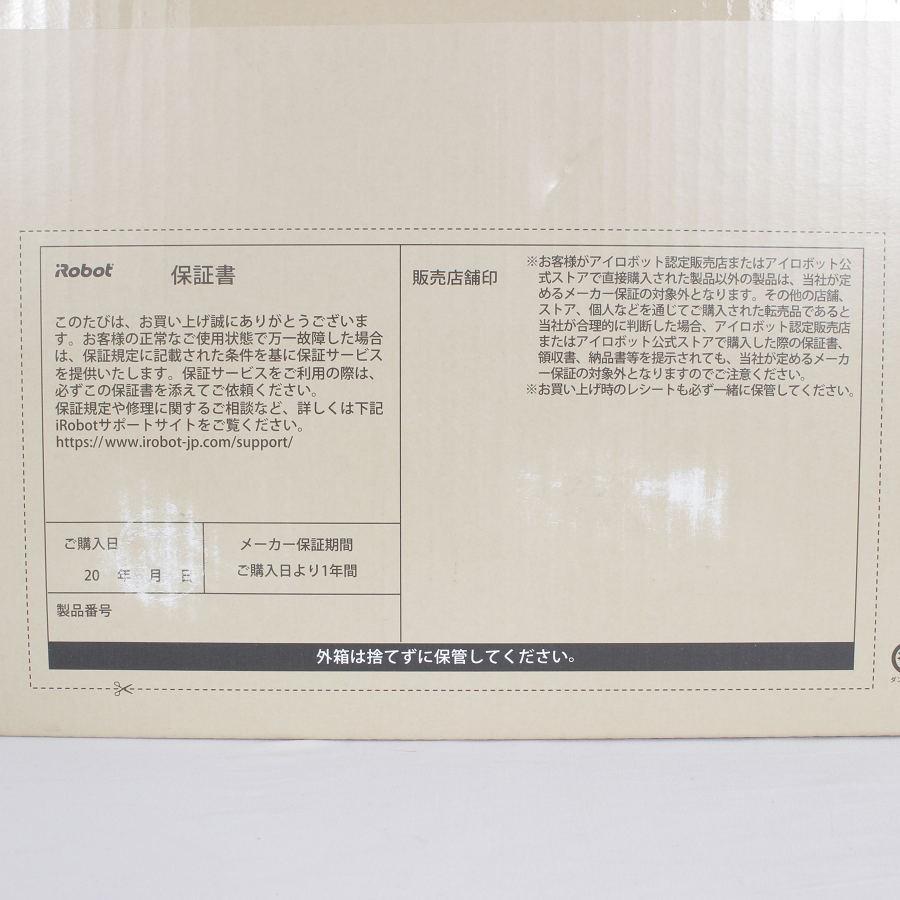 iRobot 保証書
このたびは、お買い上げ誠にありがとうございま
す。お客様の正常なご使用状態で万一故障した場合
は、保証規定に記載された条件を基に保証サービス
を提供いたします。保証サービスをご利用の際は、
必ずこの保証書を添えてご依頼ください。
保証規定や修理に関するご相談など、詳しくは下記
iRobotサポートサイトをご覧ください。
https://www.irobot-jp.com/support/
ご購入日
20 年 月 日
メーカー保証期間
ご購入日より1年間
製品番号
販売店舗印
※お客様がアイロボット認定販売店またはアイロボット公
式ストアで直接購入された製品以外の製品は、当社が定
めるメーカー保証の対象外となります。その他の店舗、
ストア、個人などを通じてご購入された転売品であると
当社が合理的に判断した場合、アイロボット認定販売店
またはアイロボット公式ストアで購入した際の保証書、
領収書、納品書等を提示されても、当社が定めるメーカ
ー保証の対象外となりますのでご注意ください。
※お買い上げ時のレシートも必ず一緒に保管してください。
外箱は捨てずに保管してください。